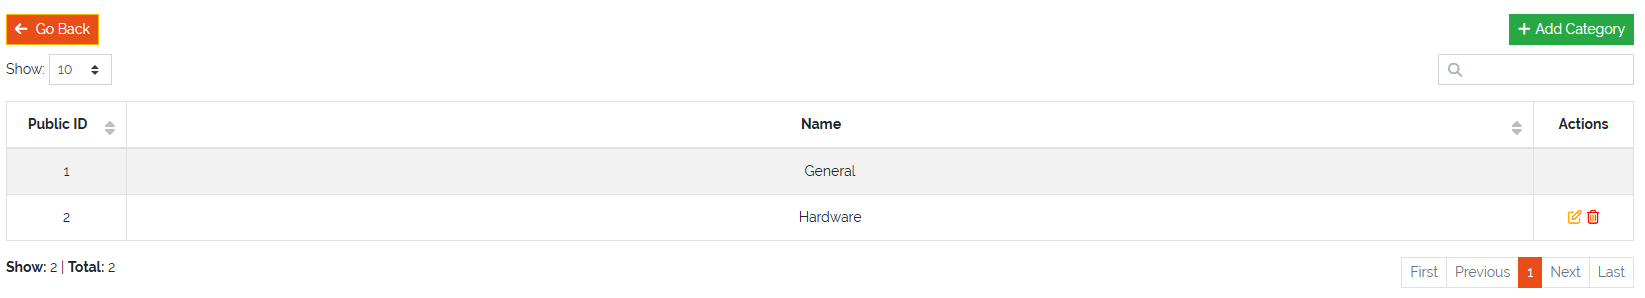 Go Back
Add Category
Show: 10
Public ID Name Actions
1 General
2 Hardware
Show: 2 | Total: 2
First Previous 1 Next Last